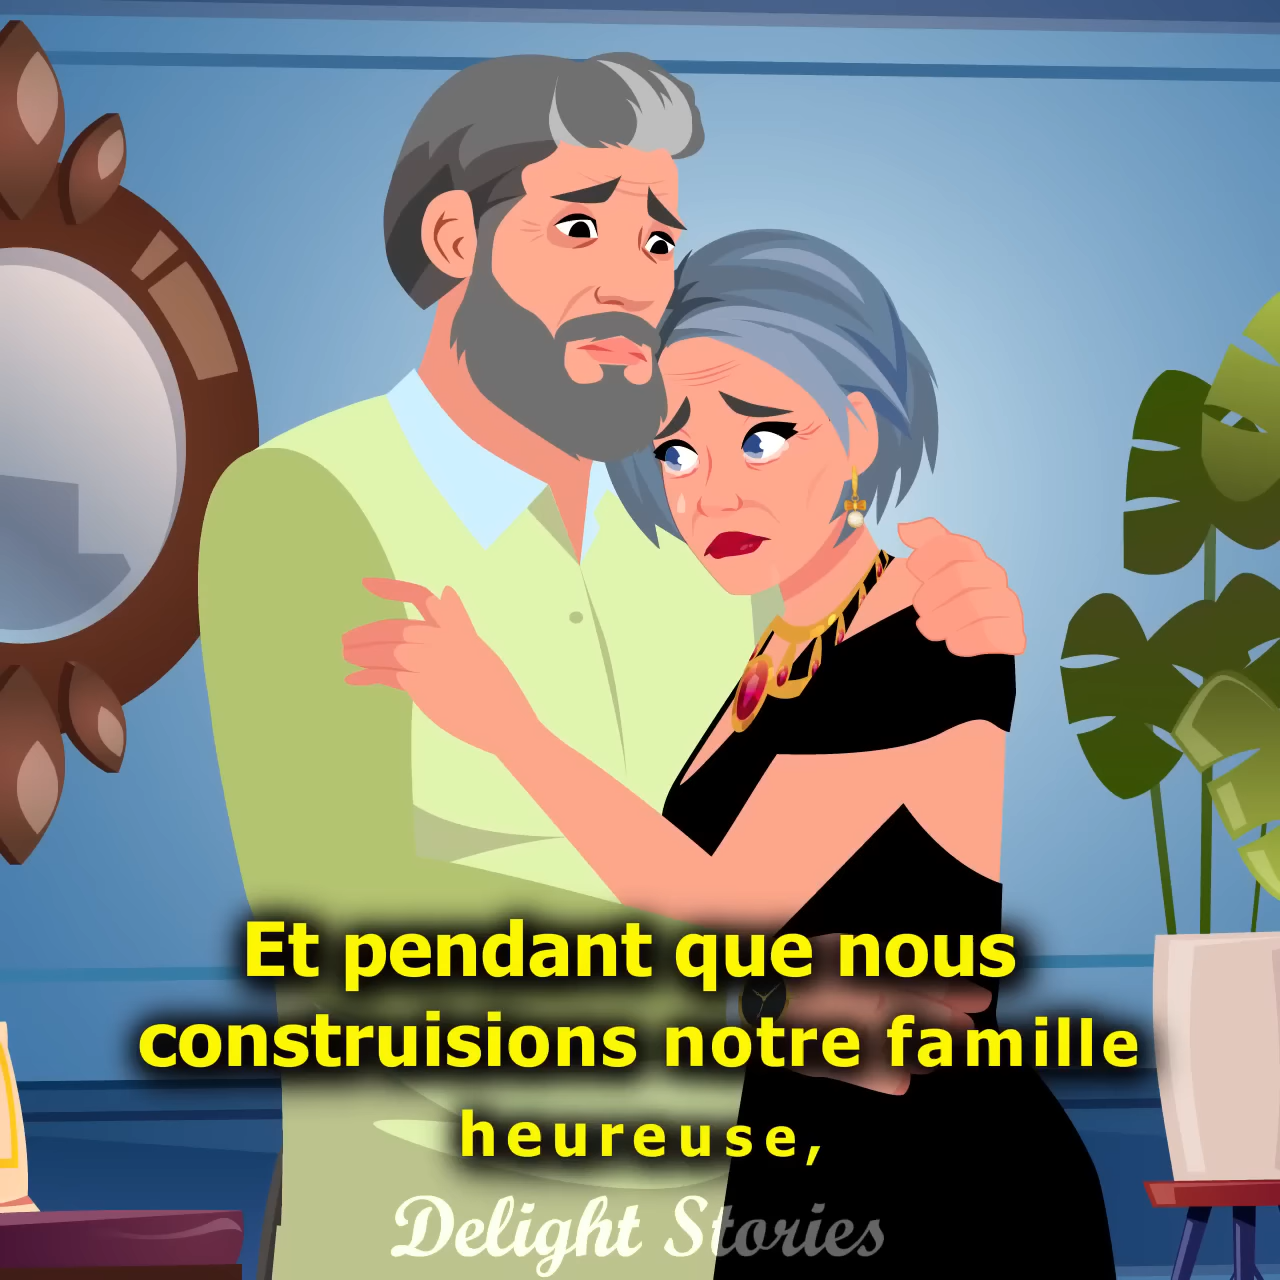 Et pendant que nous
construisions notre famille
heureuse,
Delight Stories